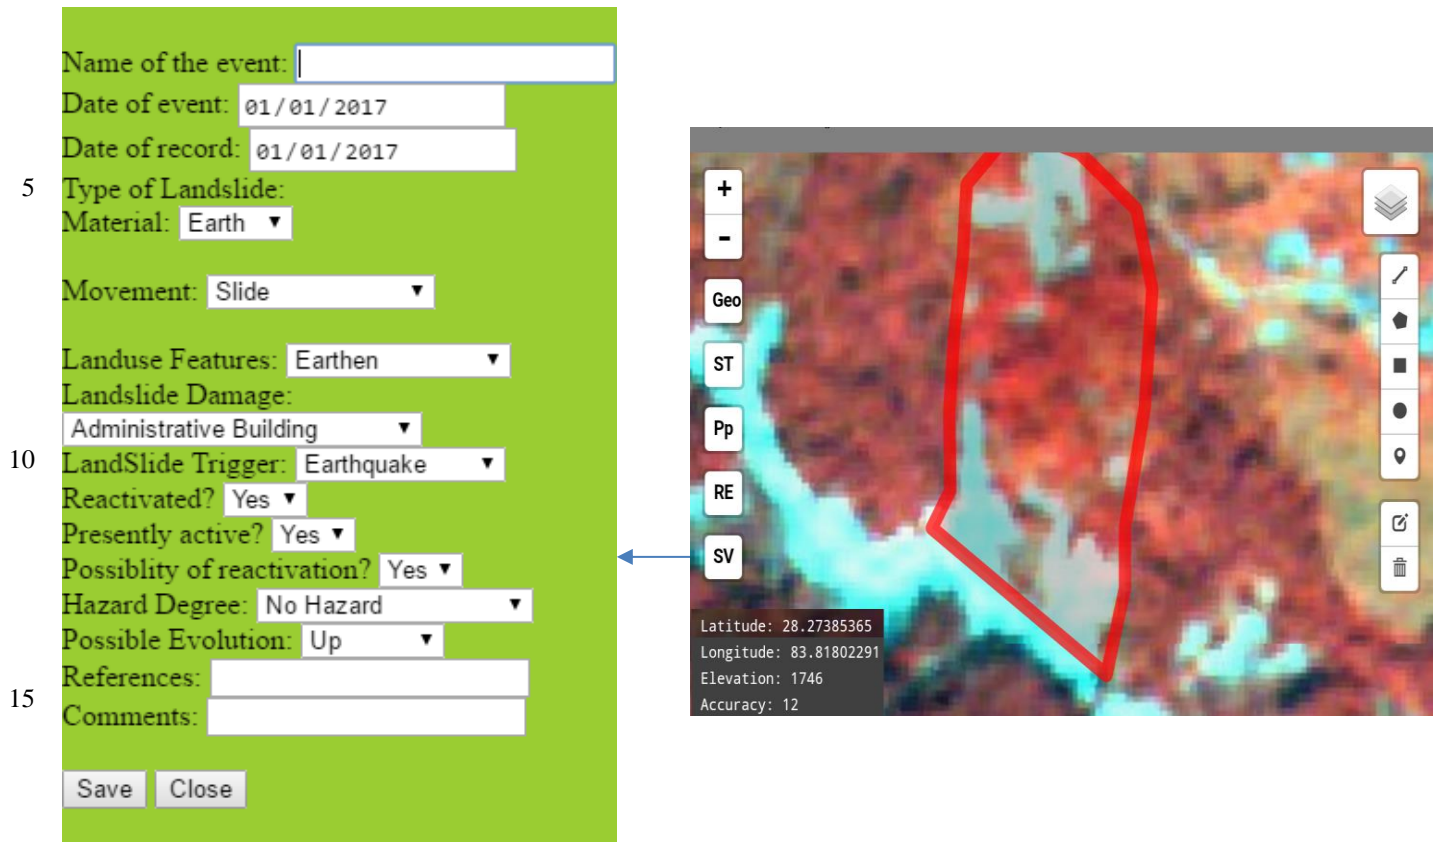 Name of the event:
Date of event: 01/01/2017
Date of record: 01/01/2017
5
Type of Landslide:
Material: Earth
Movement: Slide
Landuse Features: Earthen
Landslide Damage:
Administrative Building
10
LandSlide Trigger: Earthquake
Reactivated? Yes
Presently active? Yes
Possiblity of reactivation? Yes
Hazard Degree: No Hazard
Possible Evolution: Up
References:
15
Comments:
Save Close
+
-
Geo
ST
Pp
RE
SV
Latitude: 28.27385365
Longitude: 83.81802291
Elevation: 1746
Accuracy: 12